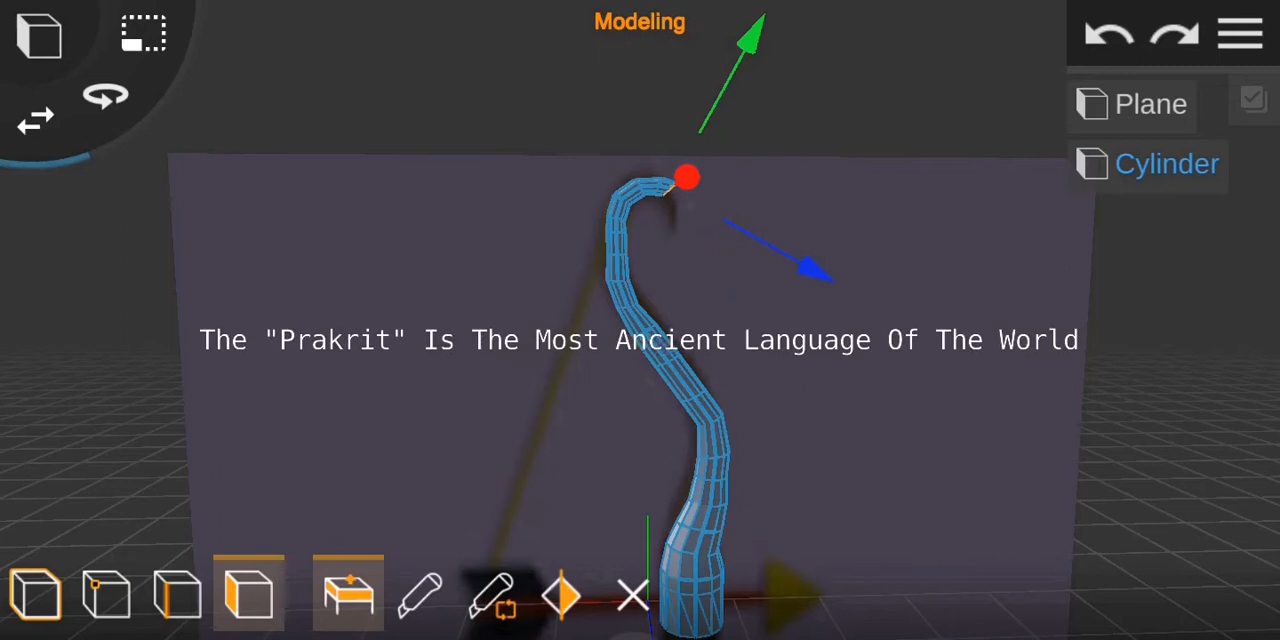 Modeling
Plane
Cylinder
The "Prakrit" Is The Most Ancient Language Of The World